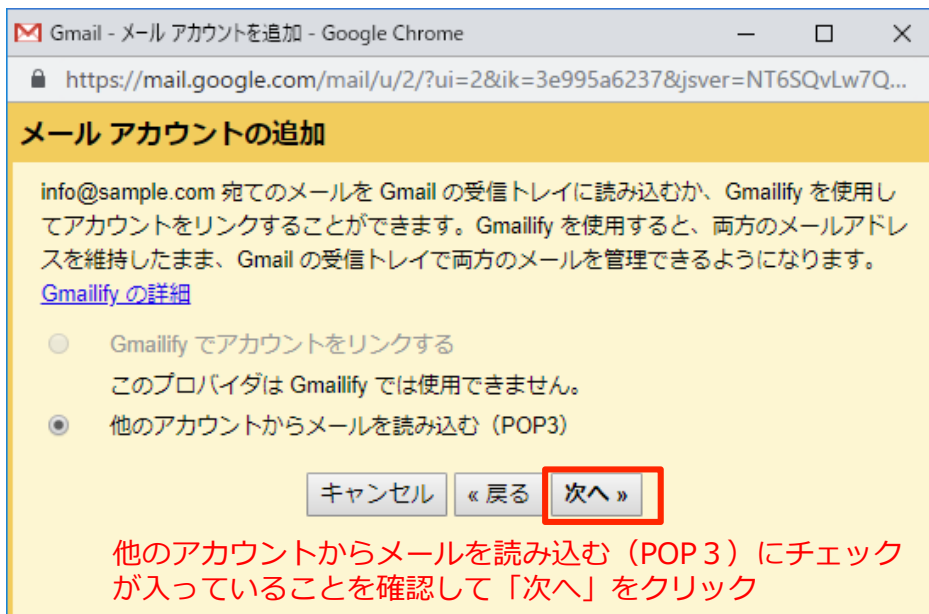 Gmail - メール アカウントを追加 - Google Chrome
https://mail.google.com/mail/u/2/?ui=2&ik=3e995a6237&jsver=NT6SQvLw7Q...
メール アカウントの追加
info@sample.com 宛てのメールを Gmail の受信トレイに読み込むか、Gmailify を使用し
てアカウントをリンクすることができます。Gmailify を使用すると、両方のメールアドレ
スを維持したまま、Gmail の受信トレイで両方のメールを管理できるようになります。
Gmailify の詳細
Gmailify でアカウントをリンクする
このプロバイダは Gmailify では使用できません。
他のアカウントからメールを読み込む（POP3）
キャンセル « 戻る 次へ »
他のアカウントからメールを読み込む（POP３）にチェック
が入っていることを確認して「次へ」をクリック